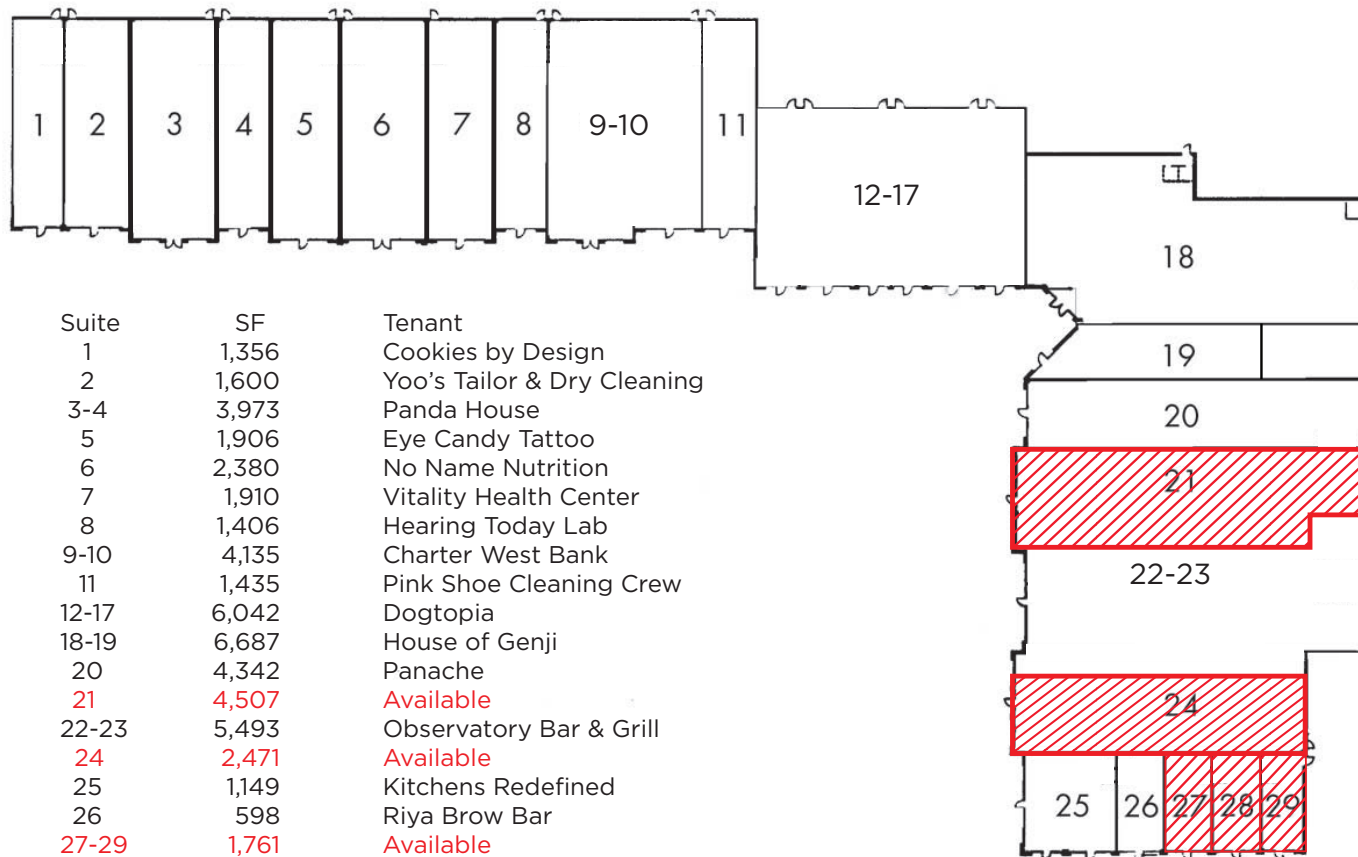 1
2
3
4
5
6
7
8
9-10
11
12-17
18
19
20
21
22-23
24
25
26
27
28
29
Suite SF Tenant
1 1,356 Cookies by Design
2 1,600 Yoo's Tailor & Dry Cleaning
3-4 3,973 Panda House
5 1,906 Eye Candy Tattoo
6 2,380 No Name Nutrition
7 1,910 Vitality Health Center
8 1,406 Hearing Today Lab
9-10 4,135 Charter West Bank
11 1,435 Pink Shoe Cleaning Crew
12-17 6,042 Dogtopia
18-19 6,687 House of Genji
20 4,342 Panache
21 4,507 Available
22-23 5,493 Observatory Bar & Grill
24 2,471 Available
25 1,149 Kitchens Redefined
26 598 Riya Brow Bar
27-29 1,761 Available